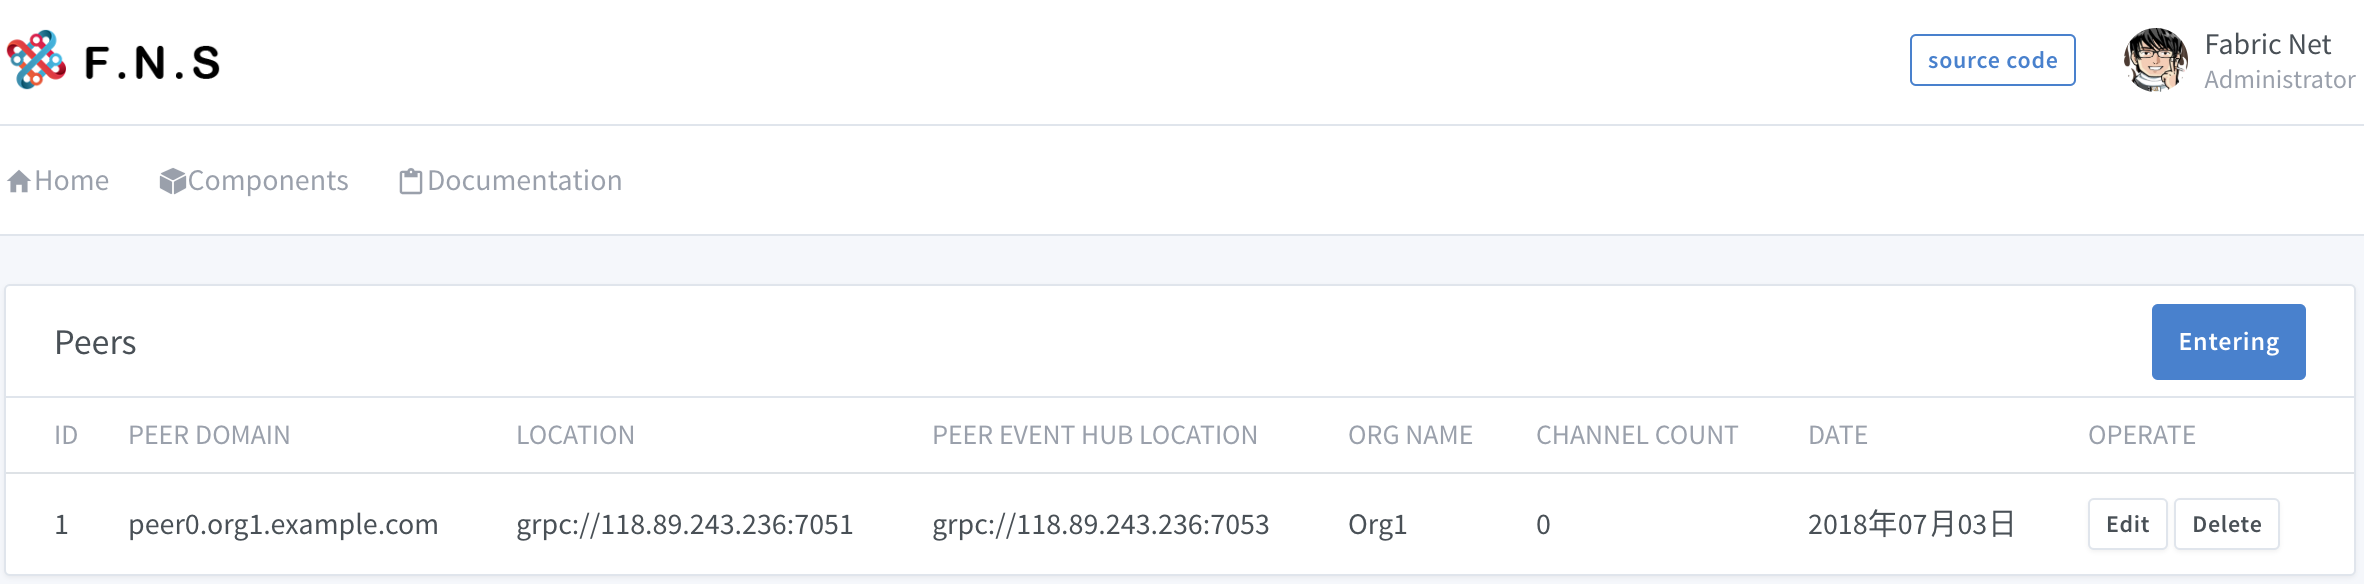 F.N.S
source code
Fabric Net
Administrator
Home Components Documentation
Peers
Entering
ID PEER DOMAIN LOCATION PEER EVENT HUB LOCATION ORG NAME CHANNEL COUNT DATE OPERATE
1 peer0.org1.example.com grpc://118.89.243.236:7051 grpc://118.89.243.236:7053 Org1 0 2018年07月03日 Edit Delete